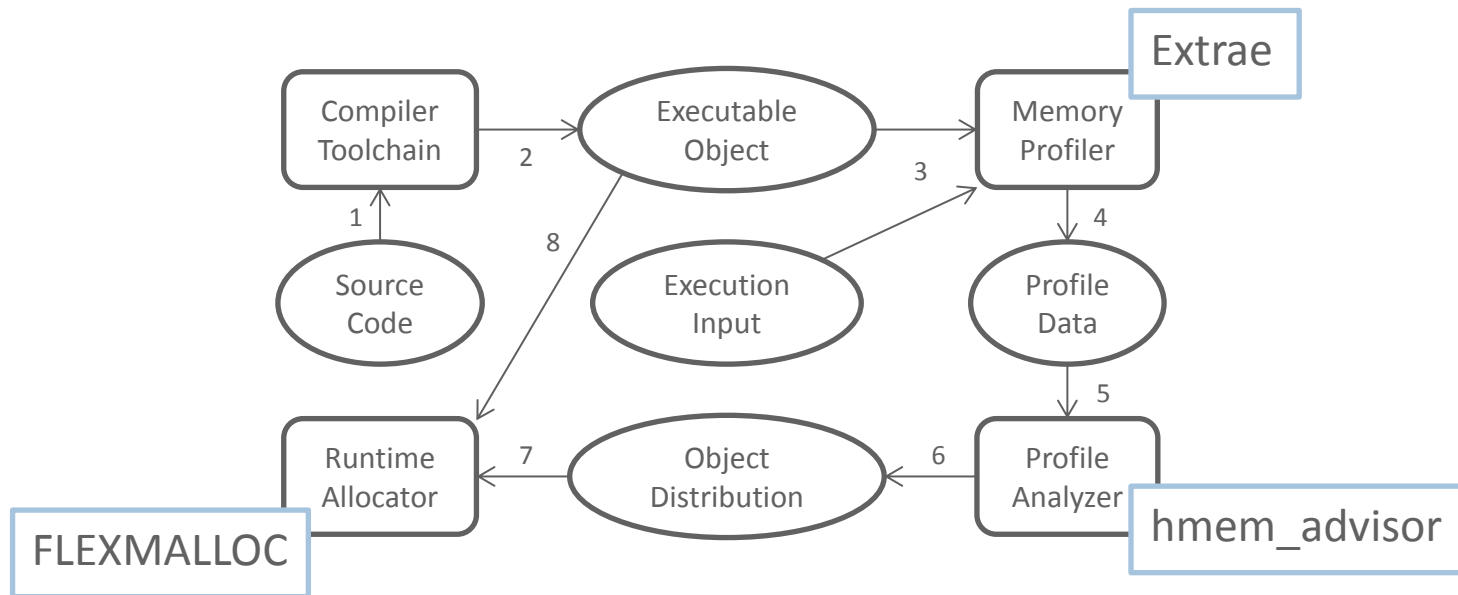 Extrae
Compiler
Toolchain
2
Executable
Object
Memory
Profiler
3
1
8
4
Source
Code
Execution
Input
Profile
Data
5
Runtime
Allocator
7
Object
Distribution
6
Profile
Analyzer
FLEXMALLOC
hmem_advisor